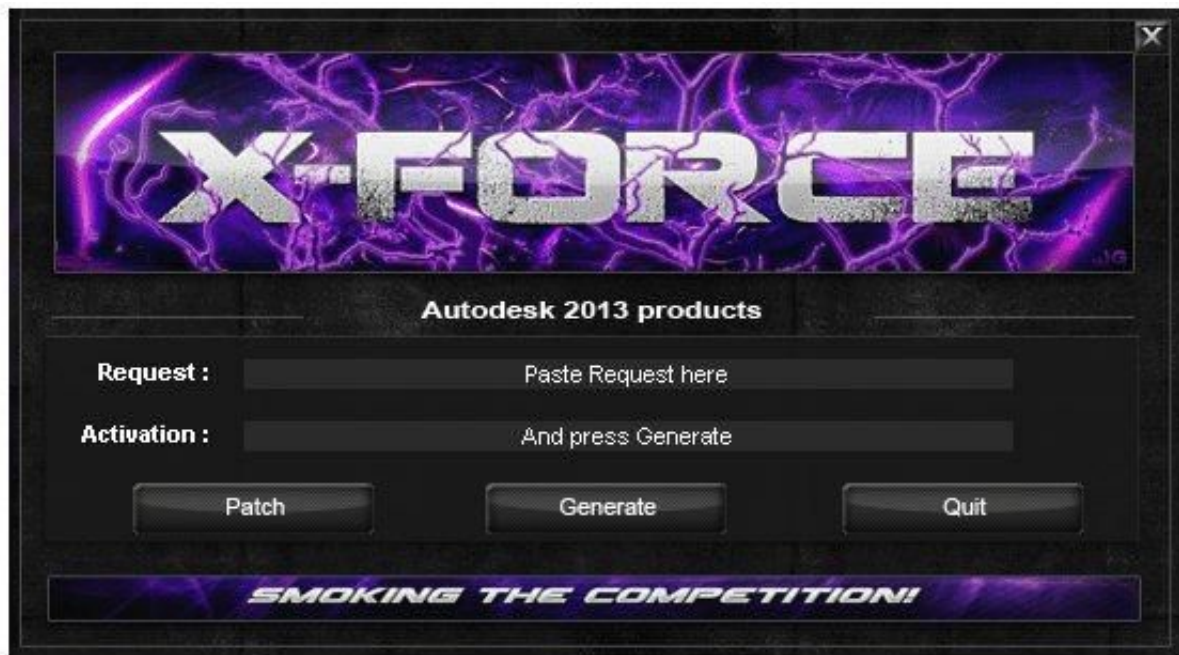 X
X-FORCE
..:G
Autodesk 2013 products
Request : Paste Request here
Activation : And press Generate
Patch Generate Quit
SMOKING THE COMPETITION!